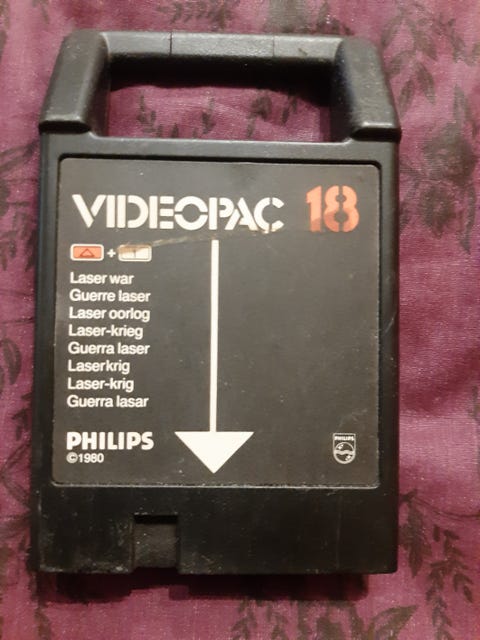 VIDEOPAC 18
+
Laser war
Guerre laser
Laser oorlog
Laser-krieg
Guerra laser
Laserkrig
Laser-krig
Guerra lasar
PHILIPS
©1980
PHILIPS